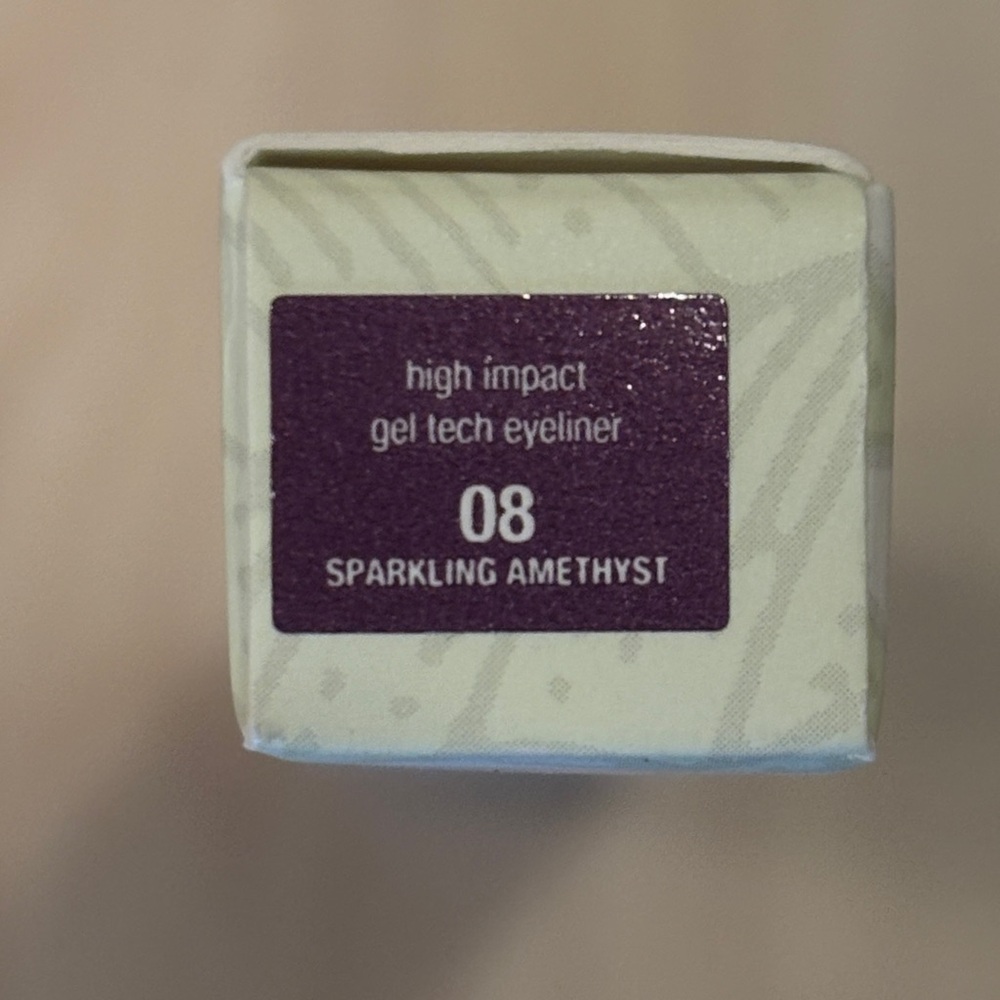 high impact
gel tech eyeliner
08
SPARKLING AMETHYST